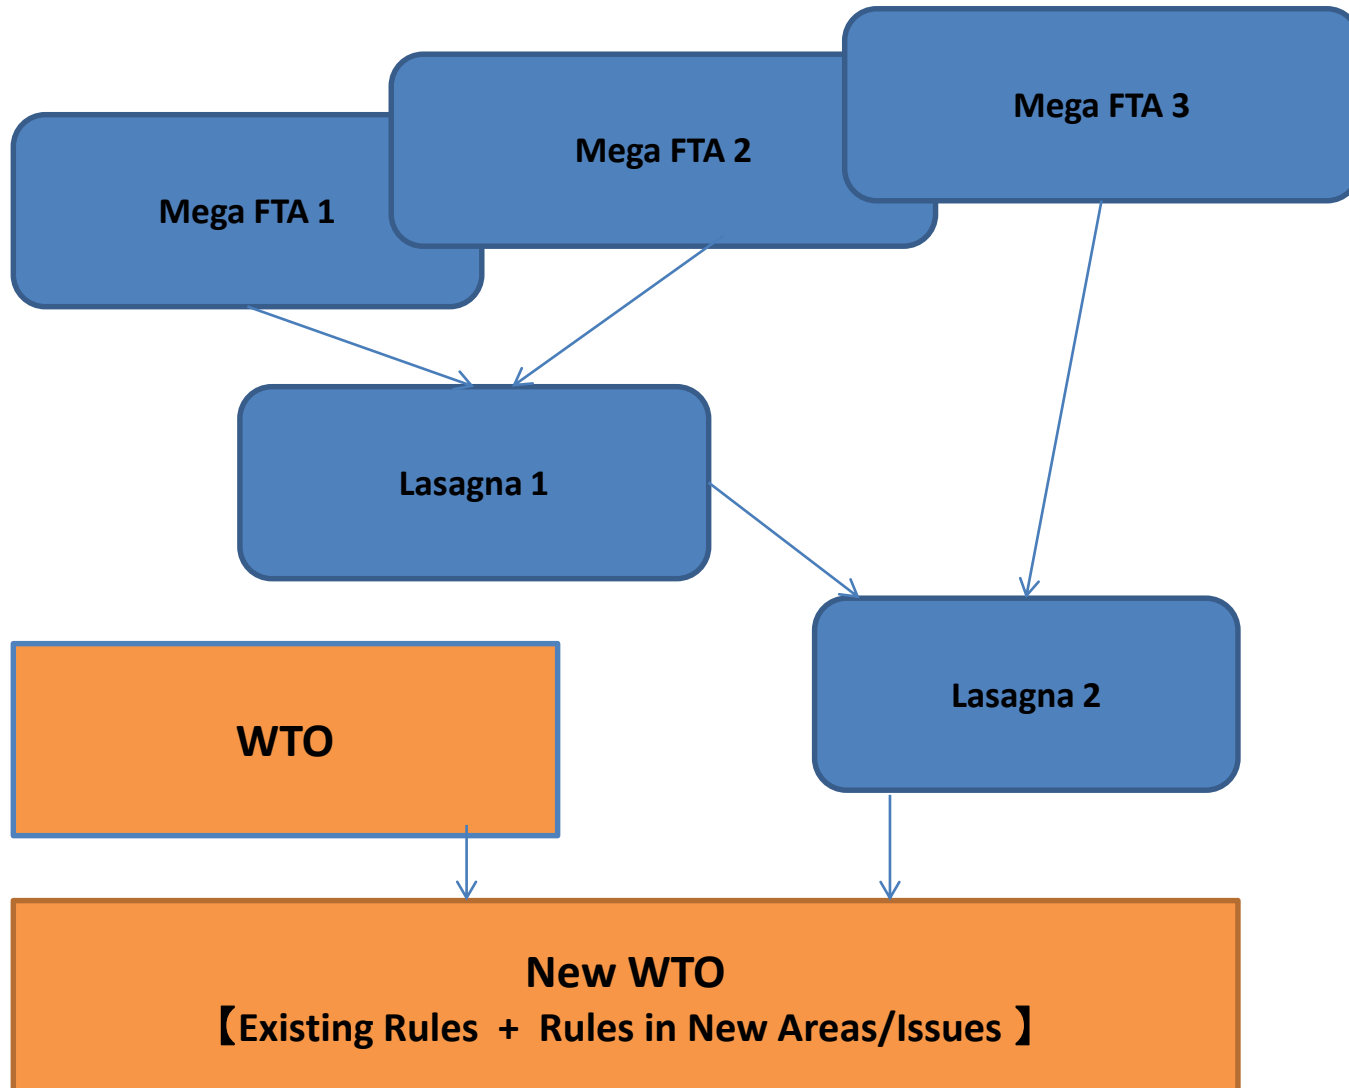 Mega FTA 3
Mega FTA 2
Mega FTA 1
Lasagna 1
Lasagna 2
WTO
New WTO
【Existing Rules + Rules in New Areas/Issues 】